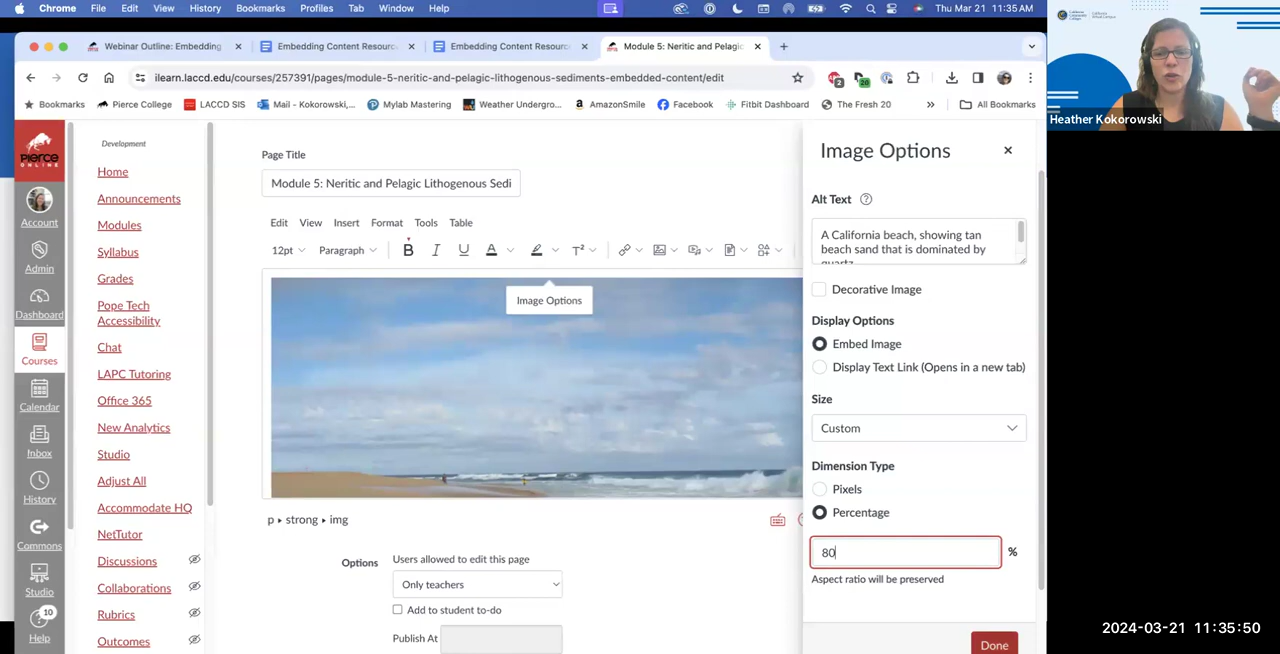 Chrome File Edit View History Bookmarks Profiles Tab Window Help
Thu Mar 21 11:35 AM
Webinar Outline: Embedding
Embedding Content Resourc
Embedding Content Resourc
Module 5: Neritic and Pelagic
ilearn.laccd.edu/courses/257391/pages/module-5-neritic-and-pelagic-lithogenous-sediments-embedded-content/edit
Bookmarks Pierce College LACCD SIS Mail - Kokorowski,... Mylab Mastering Weather Undergro... AmazonSmile Facebook Fitbit Dashboard The Fresh 20 » All Bookmarks
PIERCE
ONLINE
Account
Admin
Dashboard
Courses
Calendar
Inbox
History
Commons
Studio
10
Help
Development
Home
Announcements
Modules
Syllabus
Grades
Pope Tech
Accessibility
Chat
LAPC Tutoring
Office 365
New Analytics
Studio
Adjust All
Accommodate HQ
NetTutor
Discussions
Collaborations
Rubrics
Outcomes
Page Title
Module 5: Neritic and Pelagic Lithogenous Sedi
Edit View Insert Format Tools Table
12pt Paragraph B I U A T²
Image Options
p ▸ strong ▸ img
Options
Users allowed to edit this page
Only teachers
Add to student to-do
Publish At
Image Options
Alt Text
A California beach, showing tan
beach sand that is dominated by
quartz
Decorative Image
Display Options
Embed Image
Display Text Link (Opens in a new tab)
Size
Custom
Dimension Type
Pixels
Percentage
80 %
Aspect ratio will be preserved
Done
Heather Kokorowski
2024-03-21 11:35:50